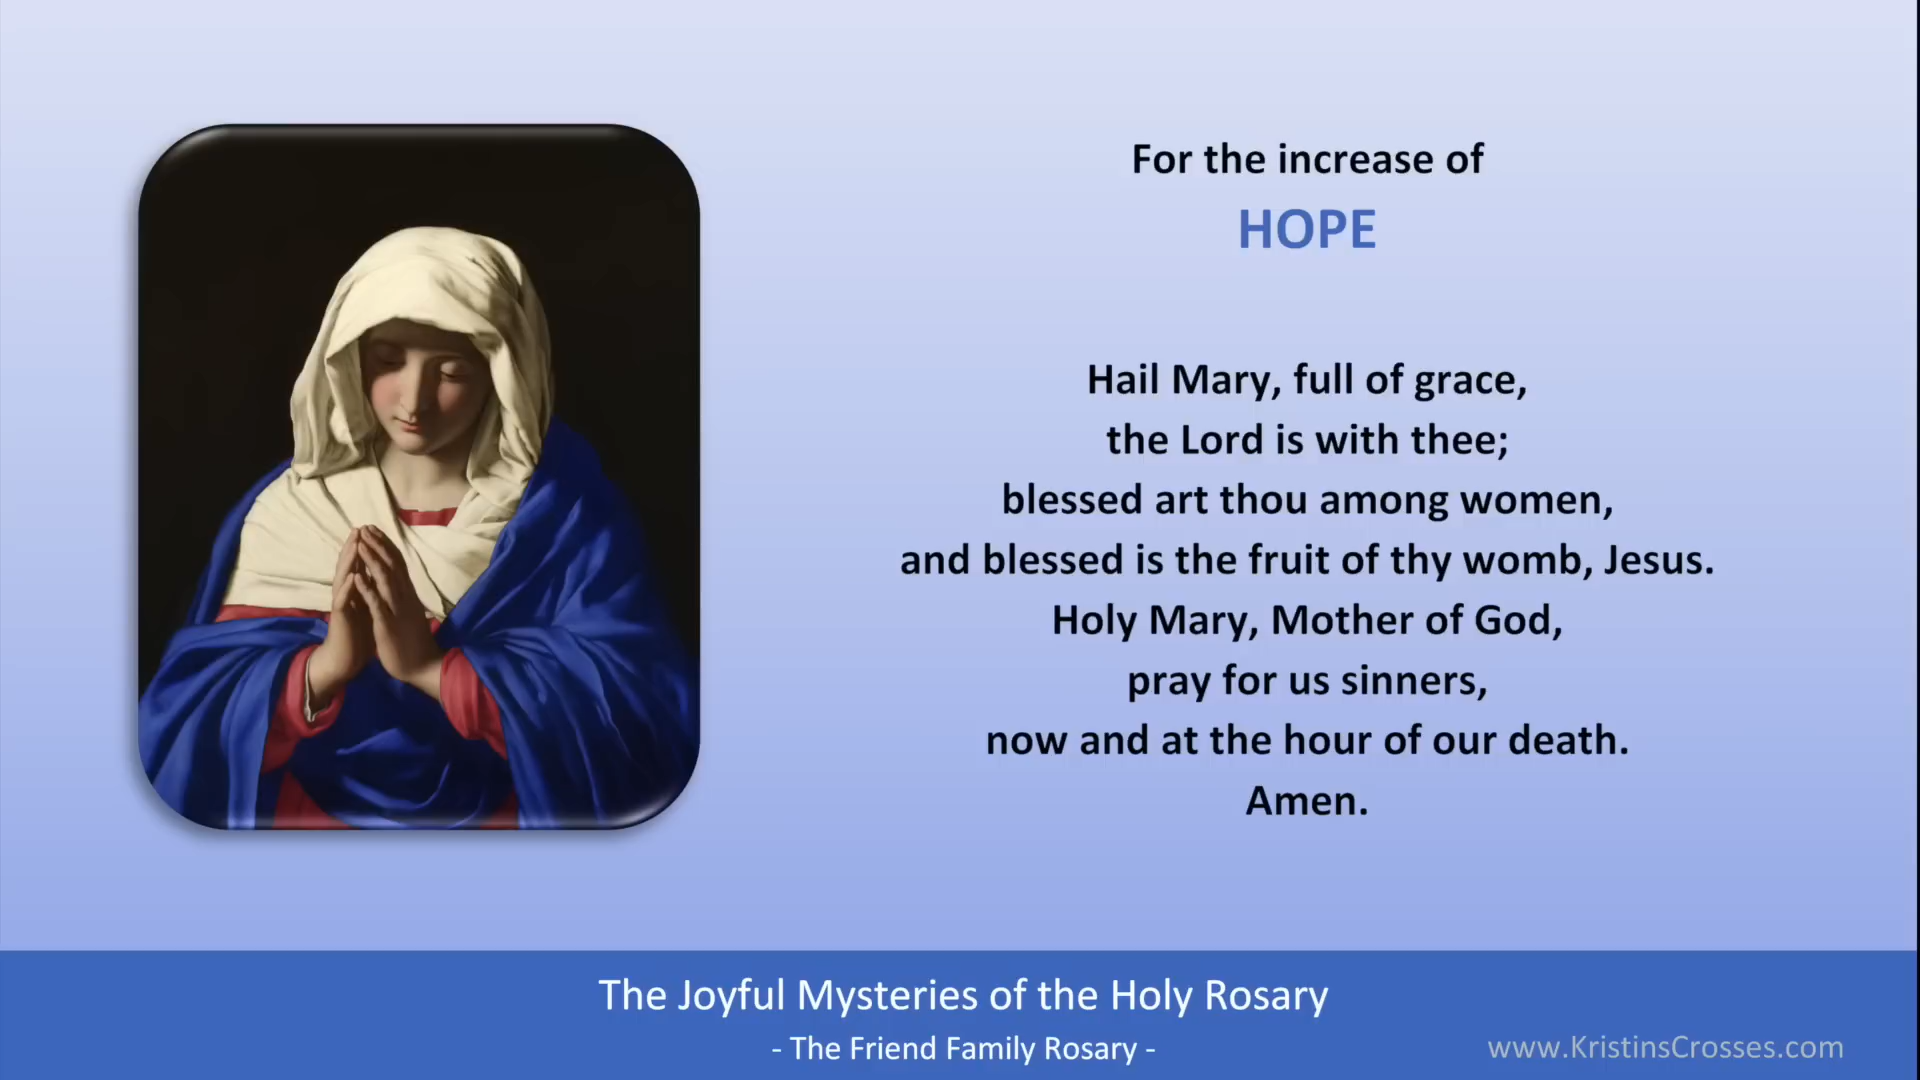 For the increase of
HOPE
Hail Mary, full of grace,
the Lord is with thee;
blessed art thou among women,
and blessed is the fruit of thy womb, Jesus.
Holy Mary, Mother of God,
pray for us sinners,
now and at the hour of our death.
Amen.
The Joyful Mysteries of the Holy Rosary
- The Friend Family Rosary -
www.KristinsCrosses.com